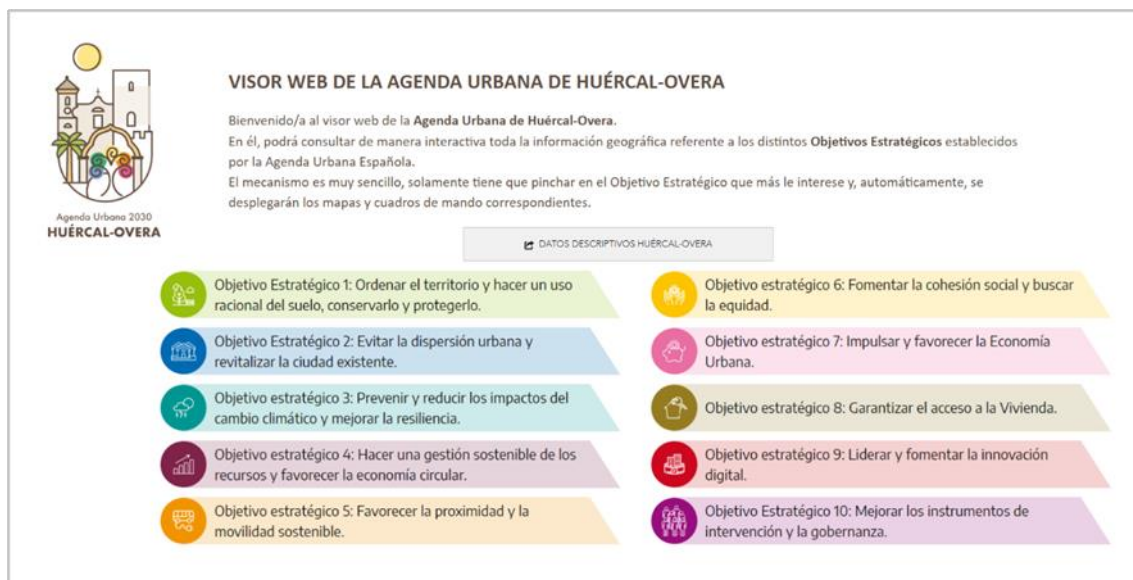 VISOR WEB DE LA AGENDA URBANA DE HUÉRCAL-OVERA
Bienvenido/a al visor web de la Agenda Urbana de Huércal-Overa.
En él, podrá consultar de manera interactiva toda la información geográfica referente a los distintos Objetivos Estratégicos establecidos
por la Agenda Urbana Española.
El mecanismo es muy sencillo, solamente tiene que pinchar en el Objetivo Estratégico que más le interese y, automáticamente, se
desplegarán los mapas y cuadros de mando correspondientes.
Agenda Urbana 2030
HUÉRCAL-OVERA
DATOS DESCRIPTIVOS HUÉRCAL-OVERA
Objetivo Estratégico 1: Ordenar el territorio y hacer un uso
racional del suelo, conservarlo y protegerlo.
Objetivo Estratégico 2: Evitar la dispersión urbana y
revitalizar la ciudad existente.
Objetivo estratégico 3: Prevenir y reducir los impactos del
cambio climático y mejorar la resiliencia.
Objetivo estratégico 4: Hacer una gestión sostenible de los
recursos y favorecer la economía circular.
Objetivo estratégico 5: Favorecer la proximidad y la
movilidad sostenible.
Objetivo estratégico 6: Fomentar la cohesión social y buscar
la equidad.
Objetivo estratégico 7: Impulsar y favorecer la Economía
Urbana.
Objetivo estratégico 8: Garantizar el acceso a la Vivienda.
Objetivo estratégico 9: Liderar y fomentar la innovación
digital.
Objetivo Estratégico 10: Mejorar los instrumentos de
intervención y la gobernanza.